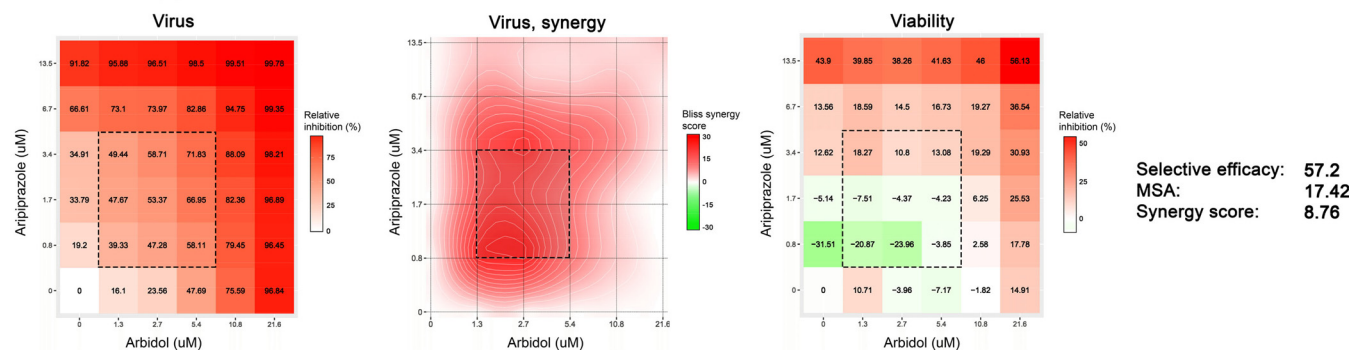 Virus
Aripiprazole (uM)
13.5
6.7
3.4
1.7
0.8
0
91.82 95.88 96.51 98.5 99.51 99.78
66.61 73.1 73.97 82.86 94.75 99.35
34.91 49.44 58.71 71.83 88.09 98.21
33.79 47.67 53.37 66.95 82.36 96.89
19.2 39.33 47.28 58.11 79.45 96.45
0 16.1 23.56 47.69 75.59 96.84
0 1.3 2.7 5.4 10.8 21.6
Arbidol (uM)
Relative
inhibition (%)
75
50
25
0
Virus, synergy
Aripiprazole (uM)
13.5
6.7
3.4
1.7
0.8
0
0 1.3 2.7 5.4 10.8 21.6
Arbidol (uM)
Bliss synergy
score
30
15
0
-15
-30
Viability
Aripiprazole (uM)
13.5
6.7
3.4
1.7
0.8
0
43.9 39.85 38.26 41.63 46 56.13
13.56 18.59 14.5 16.73 19.27 36.54
12.62 18.27 10.8 13.08 19.29 30.93
−5.14 −7.51 −4.37 −4.23 6.25 25.53
−31.51 −20.87 −23.96 −3.85 2.58 17.78
0 10.71 −3.96 −7.17 −1.82 14.91
0 1.3 2.7 5.4 10.8 21.6
Arbidol (uM)
Relative
inhibition (%)
50
25
0
Selective efficacy: 57.2
MSA: 17.42
Synergy score: 8.76